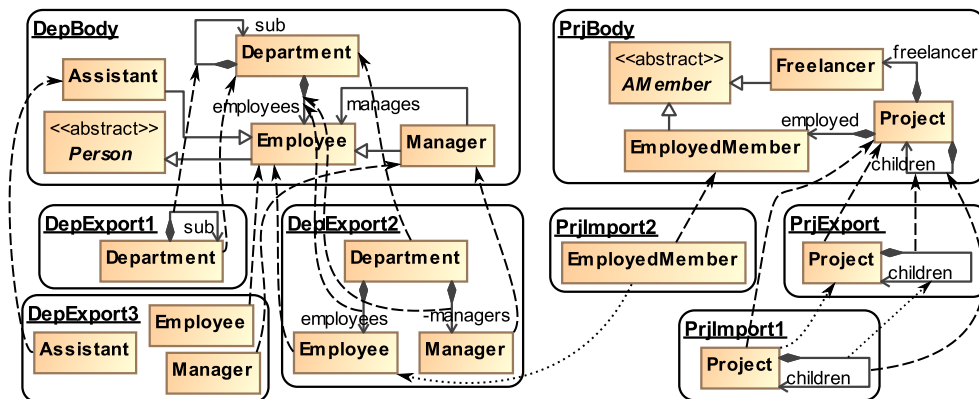 DepBody
sub
Department
Assistant
employees
manages
<<abstract>>
Person
Employee
Manager
PrjBody
<<abstract>>
AMember
Freelancer
freelancer
employed
Project
EmployedMember
children
DepExport1
sub
Department
DepExport2
Department
employees
managers
Employee
Manager
DepExport3
Employee
Assistant
Manager
PrjImport2
EmployedMember
PrjExport
Project
children
PrjImport1
Project
children